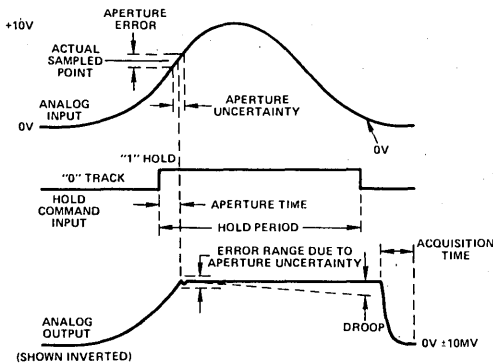 +10V
APERTURE
ERROR
ACTUAL
SAMPLED
POINT
ANALOG
INPUT
0V
APERTURE
UNCERTAINTY
0V
"1" HOLD
"0" TRACK
HOLD
COMMAND
INPUT
APERTURE TIME
HOLD PERIOD
ERROR RANGE DUE TO
APERTURE UNCERTAINTY
ACQUISITION
TIME
DROOP
ANALOG
OUTPUT
(SHOWN INVERTED)
0V ±10MV